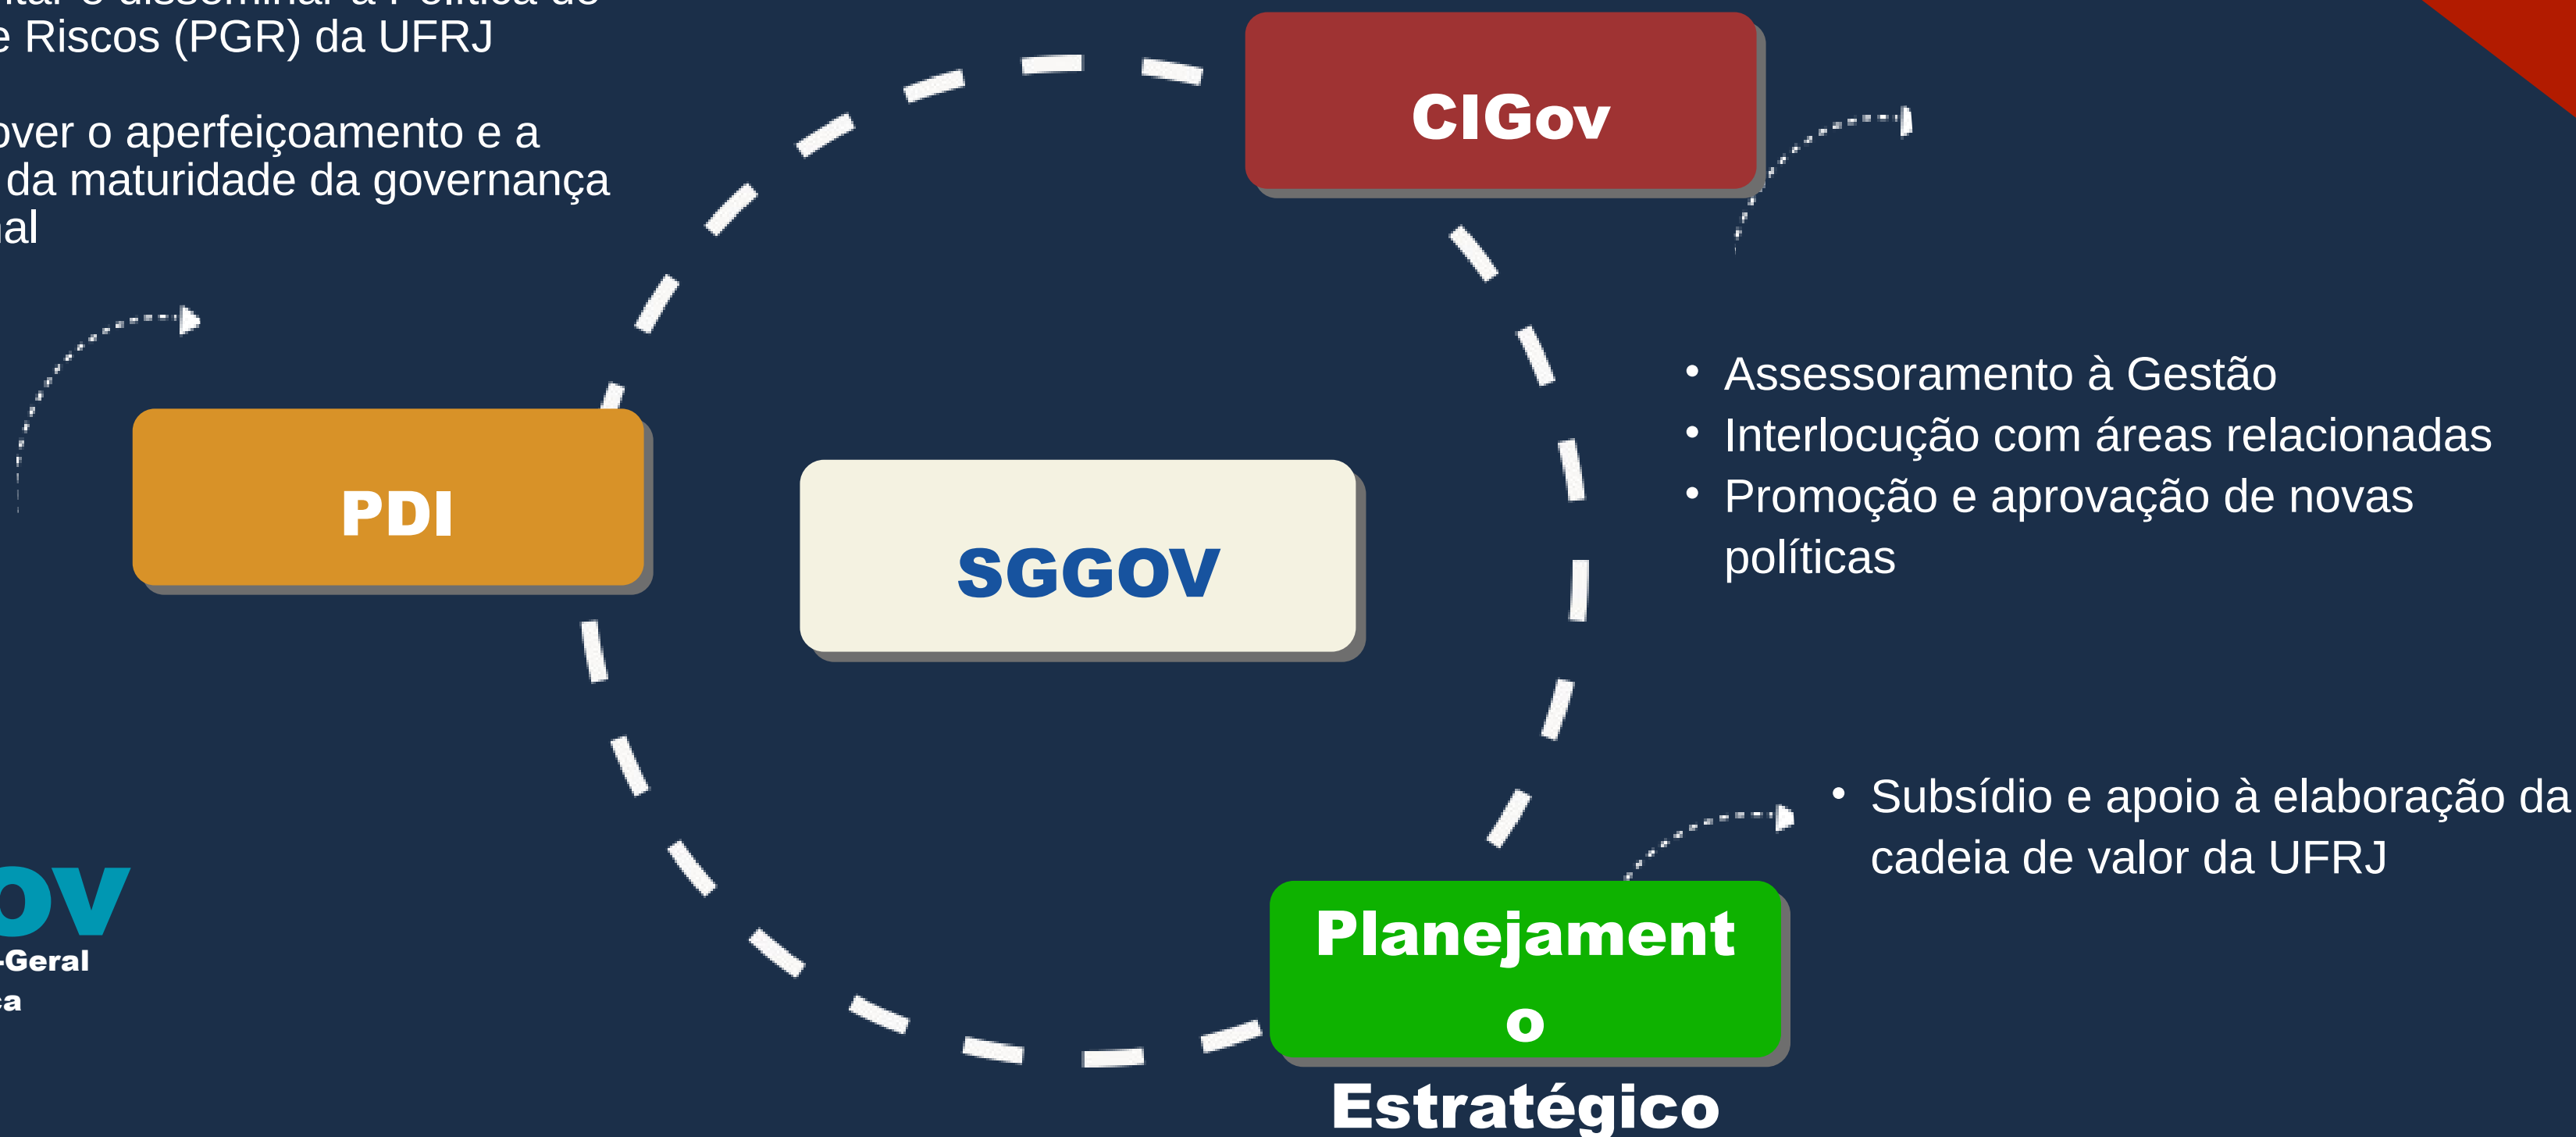 e Riscos (PGR) da UFRJ
over o aperfeiçoamento e a
da maturidade da governança
CIGov
PDI
SGGOV
• Assessoramento à Gestão
• Interlocução com áreas relacionadas
• Promoção e aprovação de novas
políticas
• Subsídio e apoio à elaboração da
cadeia de valor da UFRJ
ov
-Geral
Planejament
o
Estratégico